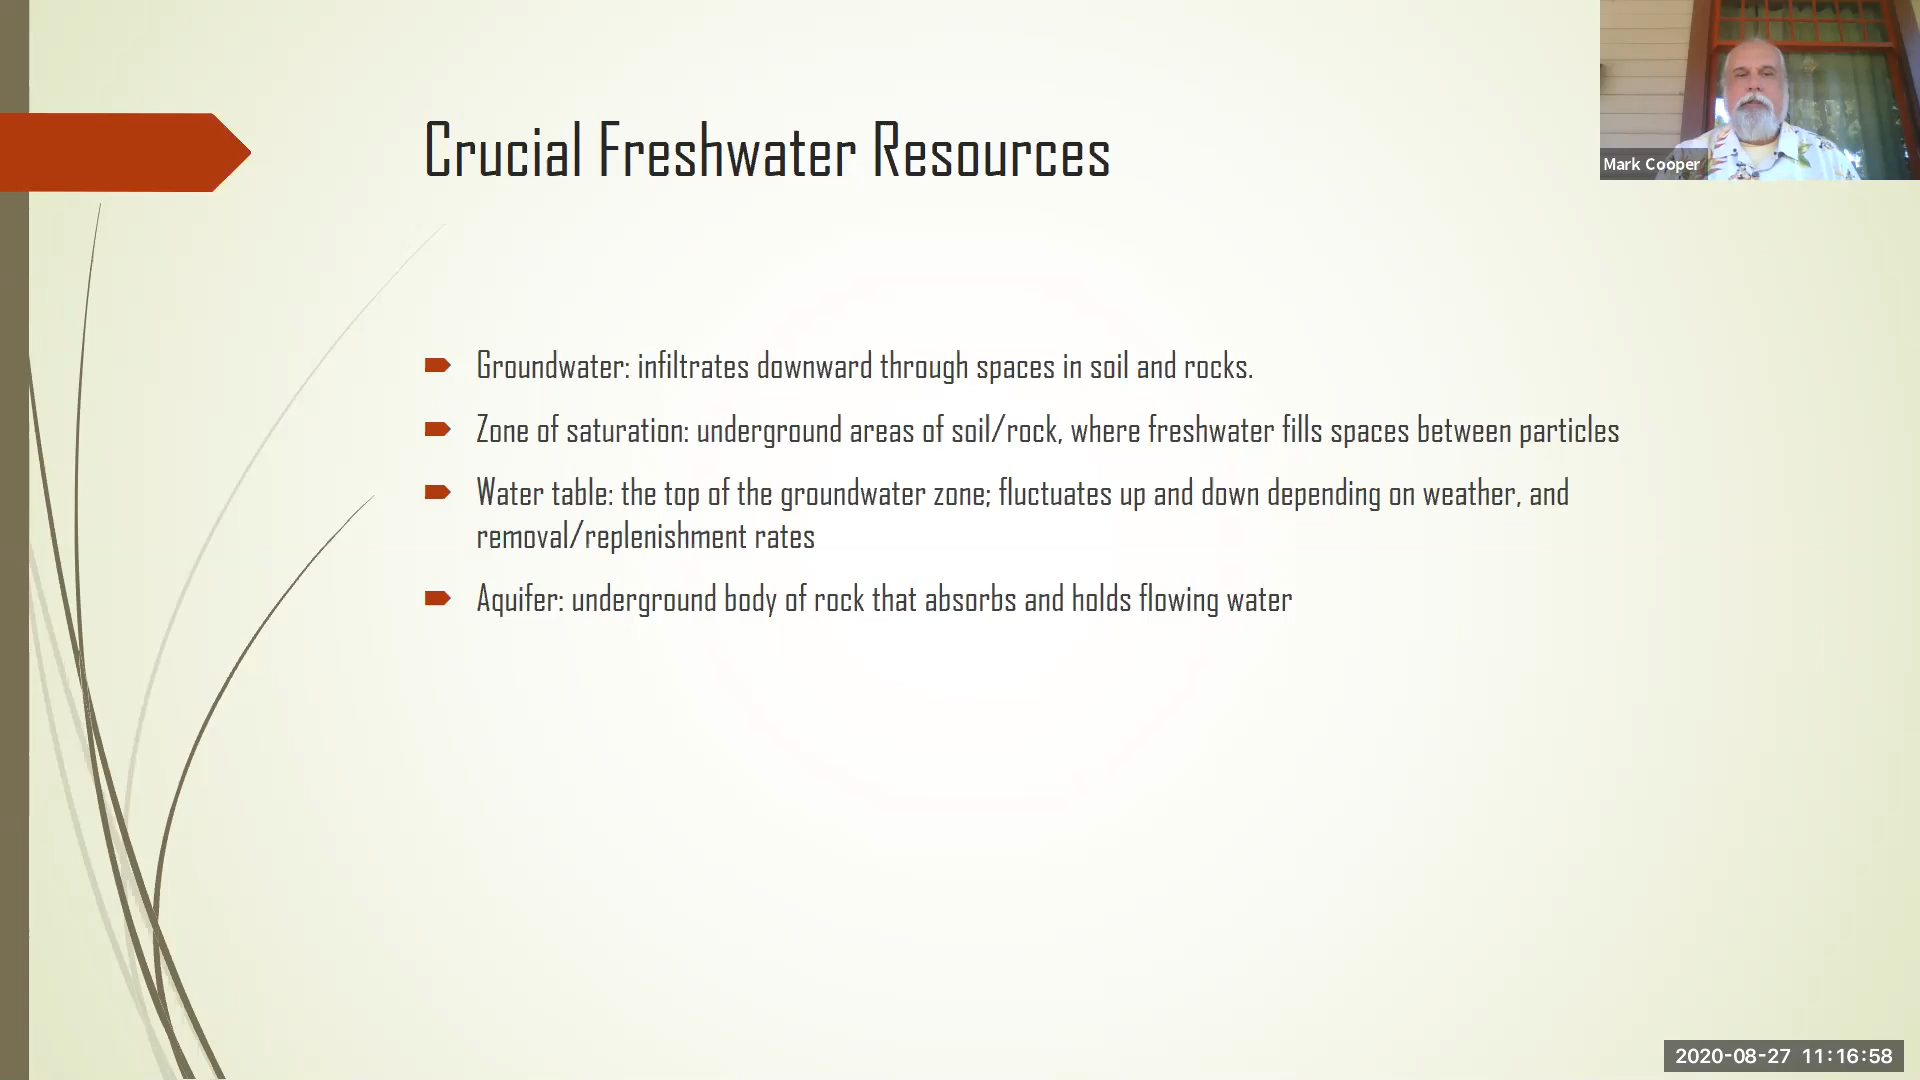 Crucial Freshwater Resources
Mark Cooper
Groundwater: infiltrates downward through spaces in soil and rocks.
Zone of saturation: underground areas of soil/rock, where freshwater fills spaces between particles
Water table: the top of the groundwater zone; fluctuates up and down depending on weather, and
removal/replenishment rates
Aquifer: underground body of rock that absorbs and holds flowing water
2020-08-27 11:16:58